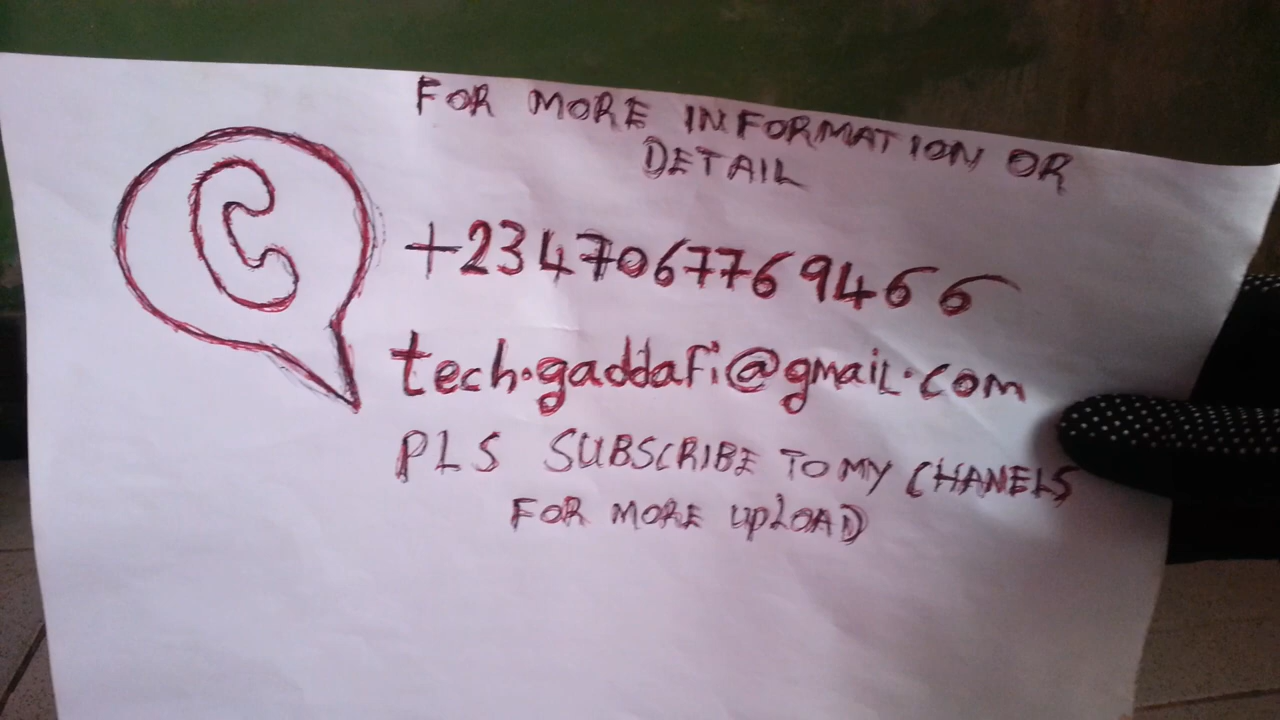 FOR MORE INFORMATION OR
DETAIL
+2347067769466
tech.gaddafi@gmail.com
PLS SUBSCRIBE TO MY CHANELS
FOR MORE UPLOAD